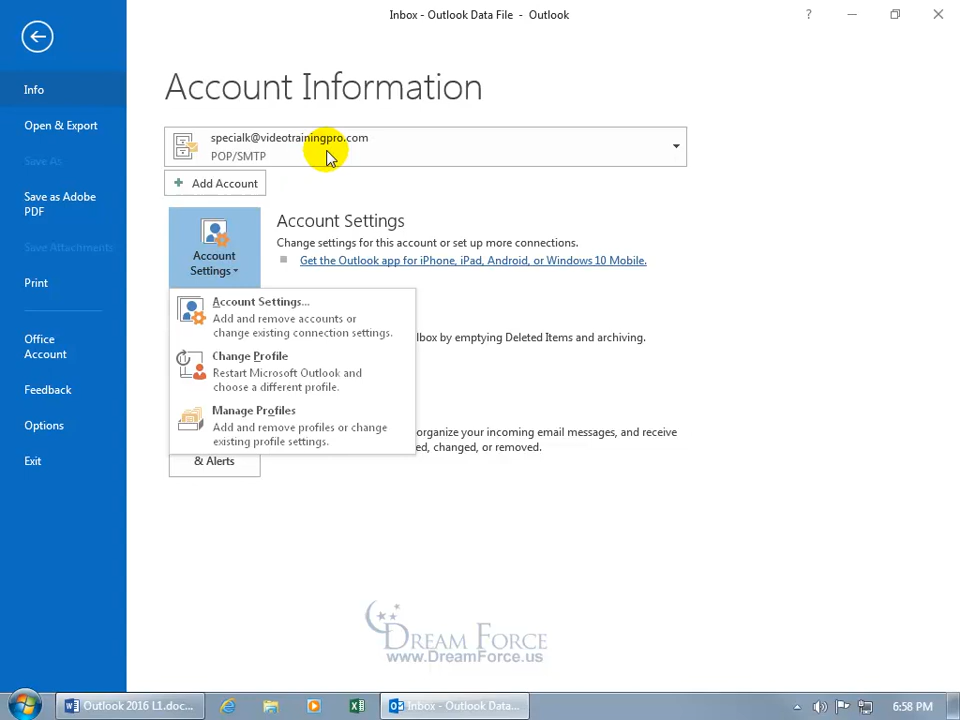 Inbox - Outlook Data File - Outlook
?
Info
Open & Export
Save As
Save as Adobe
PDF
Save Attachments
Print
Office
Account
Feedback
Options
Exit
Account Information
specialk@videotrainingpro.com
POP/SMTP
Add Account
Account
Settings
Account Settings
Change settings for this account or set up more connections.
Get the Outlook app for iPhone, iPad, Android, or Windows 10 Mobile.
Account Settings...
Add and remove accounts or
change existing connection settings.
Change Profile
Restart Microsoft Outlook and
choose a different profile.
Manage Profiles
Add and remove profiles or change
existing profile settings.
lbox by emptying Deleted Items and archiving.
organize your incoming email messages, and receive
ed, changed, or removed.
& Alerts
DREAM FORCE
www.DreamForce.us
Outlook 2016 L1.doc...
Inbox - Outlook Data...
6:58 PM